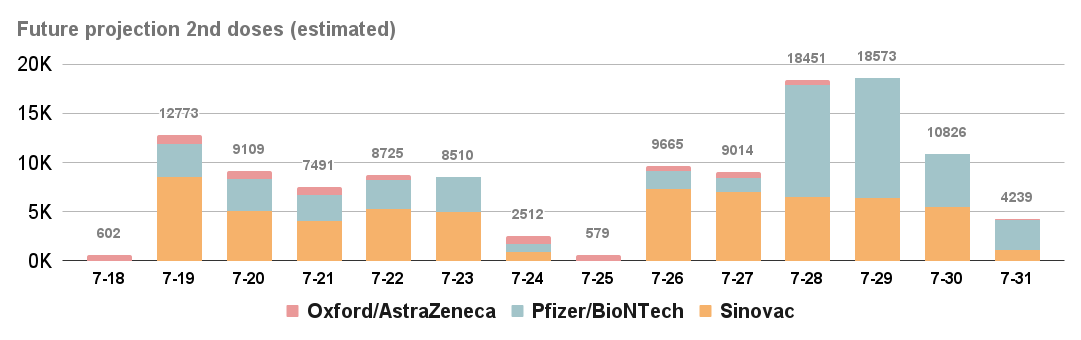 Future projection 2nd doses (estimated)
20K
15K
10K
5K
0K
602
12773
9109
7491
8725
8510
2512
579
9665
9014
18451
18573
10826
4239
7-18 7-19 7-20 7-21 7-22 7-23 7-24 7-25 7-26 7-27 7-28 7-29 7-30 7-31
Oxford/AstraZeneca Pfizer/BioNTech Sinovac